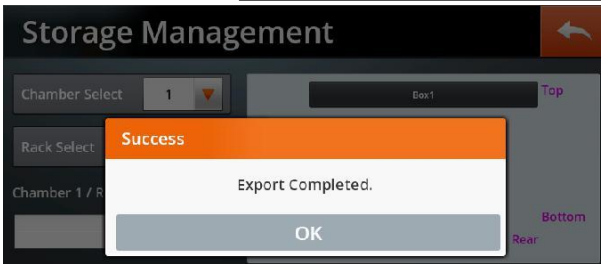 Storage Management
Chamber Select 1
Box1
Top
Rack Select
Success
Chamber 1 / R
Export Completed.
OK
Bottom
Rear